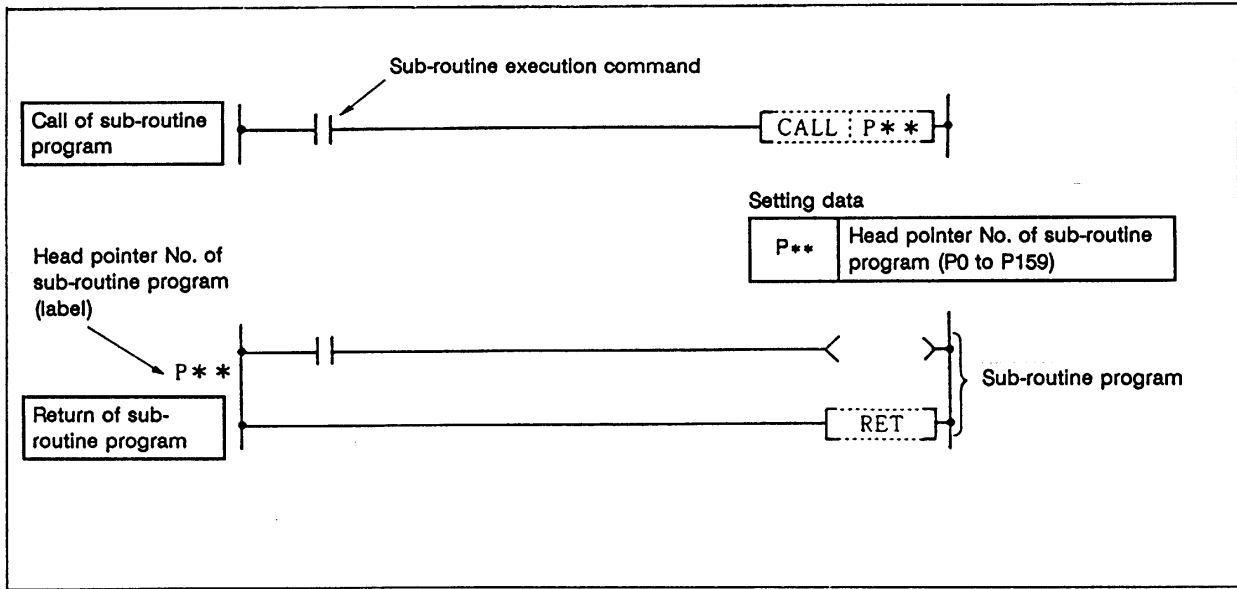 Sub-routine execution command
Call of sub-routine
program
CALL P**
Setting data
P** Head pointer No. of sub-routine
program (P0 to P159)
Head pointer No. of
sub-routine program
(label)
P**
Sub-routine program
Return of sub-
routine program
RET